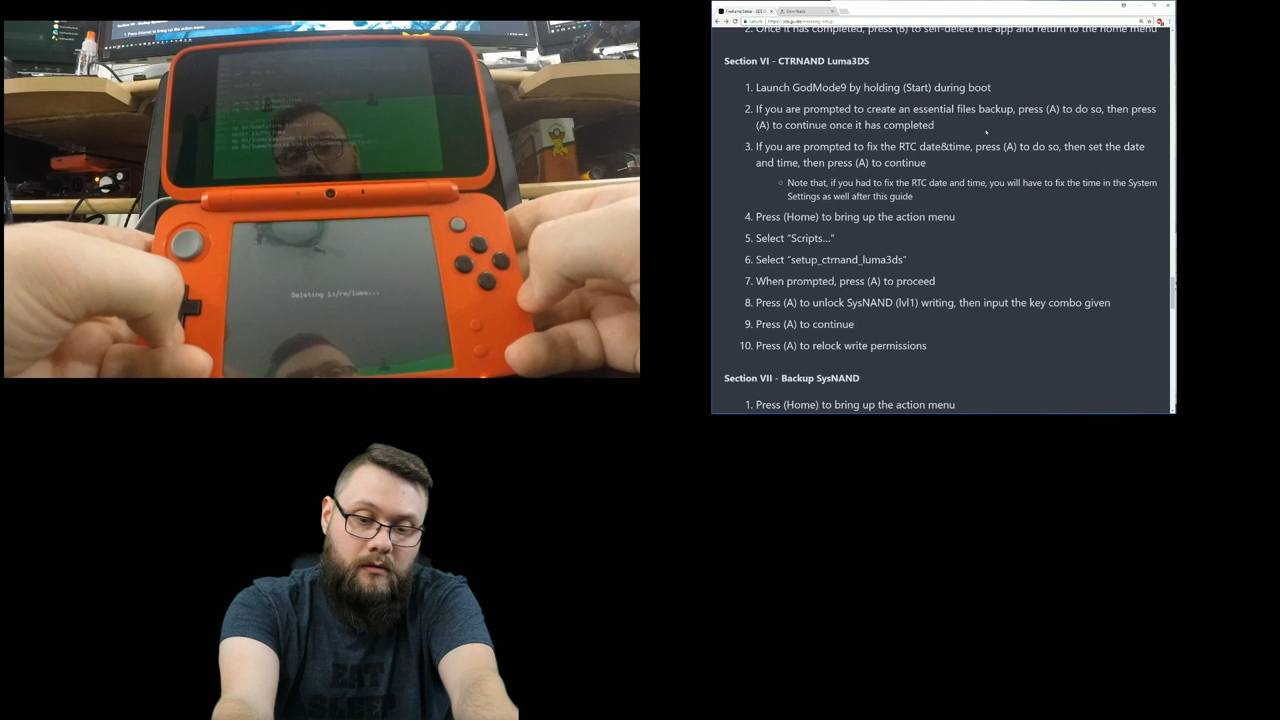 2. Once it has completed, press (B) to self-delete the app and return to the home menu
Section VI - CTRNAND Luma3DS
1. Launch GodMode9 by holding (Start) during boot
2. If you are prompted to create an essential files backup, press (A) to do so, then press
(A) to continue once it has completed
3. If you are prompted to fix the RTC date&time, press (A) to do so, then set the date
and time, then press (A) to continue
Note that, if you had to fix the RTC date and time, you will have to fix the time in the System
Settings as well after this guide
4. Press (Home) to bring up the action menu
5. Select “Scripts...”
6. Select “setup_ctrnand_luma3ds”
7. When prompted, press (A) to proceed
8. Press (A) to unlock SysNAND (lvl1) writing, then input the key combo given
9. Press (A) to continue
10. Press (A) to relock write permissions
Section VII - Backup SysNAND
1. Press (Home) to bring up the action menu
Deleting 1:/rw/luma...
EAT
SLEEP